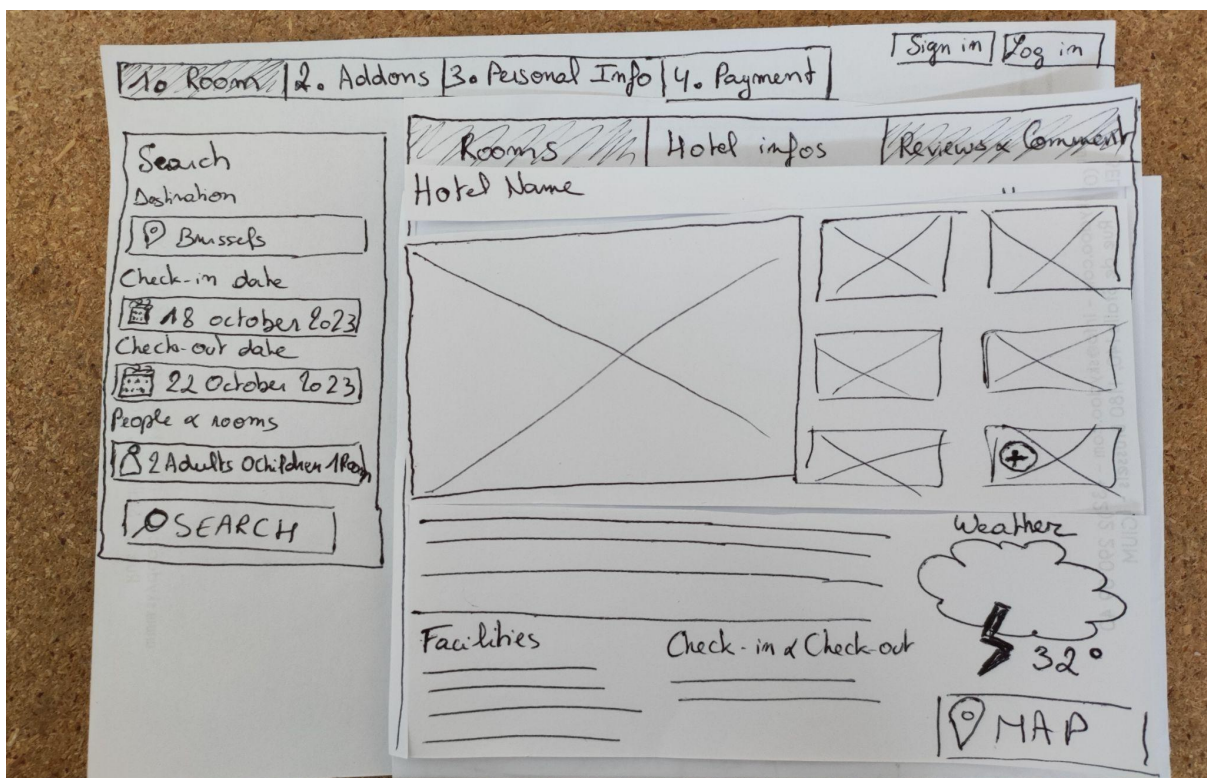 Sign in Log in
1. Room 2. Addons 3. Personal Info 4. Payment
Rooms Hotel infos Reviews & Comment
Hotel Name
Search
Destination
Brussels
Check-in date
18 october 2023
Check-out date
22 October 2023
People & rooms
2 Adults 0 children 1 Room
SEARCH
Weather
32°
Facilities Check-in & Check-out
MAP